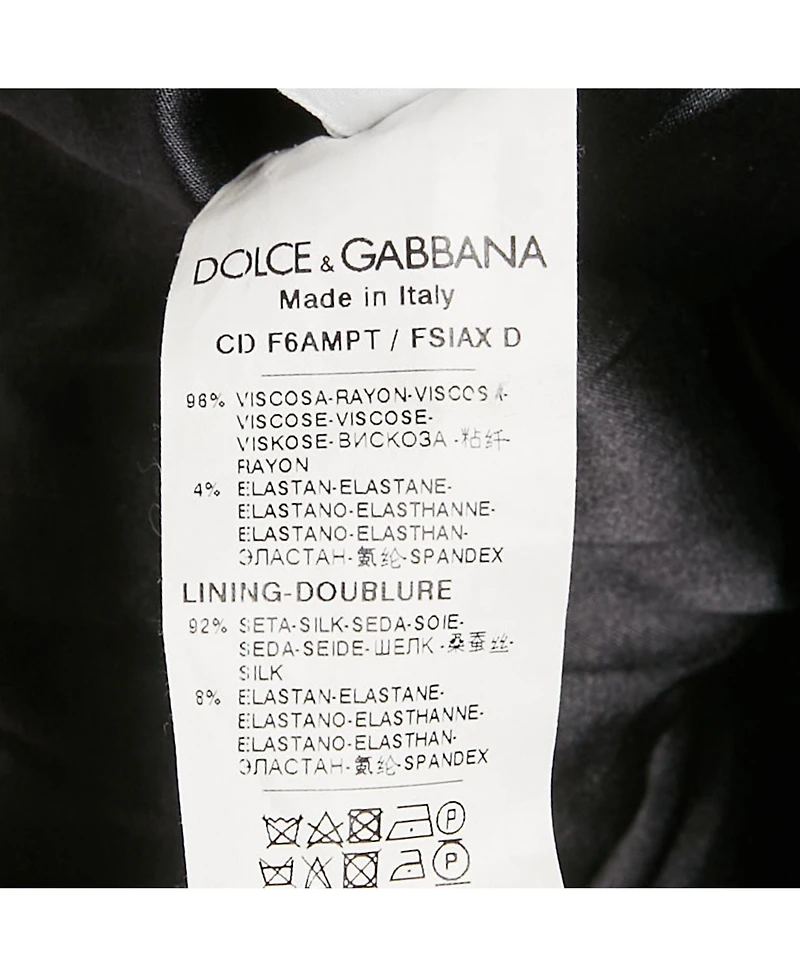 DOLCE & GABBANA
Made in Italy
CD F6AMPT / FSIAX D
96% VISCOSA-RAYON-VISCOSA-
VISCOSE-VISCOSE-
VISKOSE-ВИСКОЗА-粘纤-
RAYON
4% ELASTAN-ELASTANE-
ELASTANO-ELASTHANNE-
ELASTANO-ELASTHAN-
ЭЛАСТАН-氨纶-SPANDEX
LINING-DOUBLURE
92% SETA-SILK-SEDA-SOIE-
SEDA-SEIDE-ШЕЛК-桑蚕丝-
SILK
8% ELASTAN-ELASTANE-
ELASTANO-ELASTHANNE-
ELASTANO-ELASTHAN-
ЭЛАСТАН-氨纶-SPANDEX
P
P